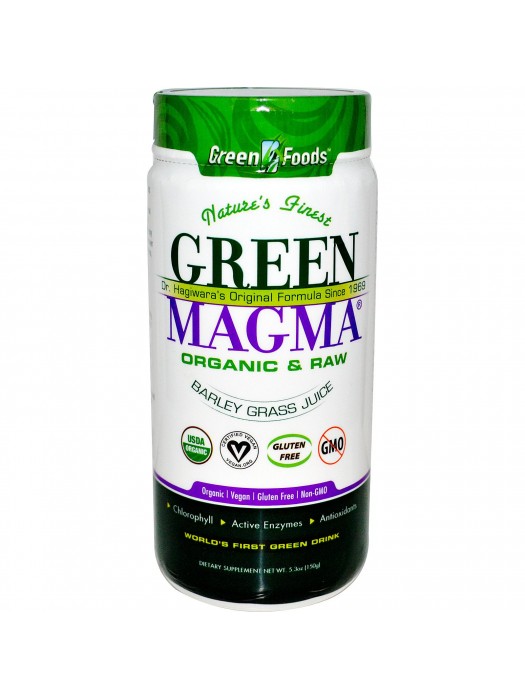 Green Foods®
Nature's Finest
GREEN
Dr. Hagiwara's Original Formula Since 1969
MAGMA®
ORGANIC & RAW
BARLEY GRASS JUICE
USDA
ORGANIC
CERTIFIED VEGAN
VEGAN.ORG
GLUTEN
FREE
GMO
Organic | Vegan | Gluten Free | Non-GMO
Chlorophyll Active Enzymes Antioxidants
WORLD'S FIRST GREEN DRINK
DIETARY SUPPLEMENT NET WT. 5.3oz (150g)